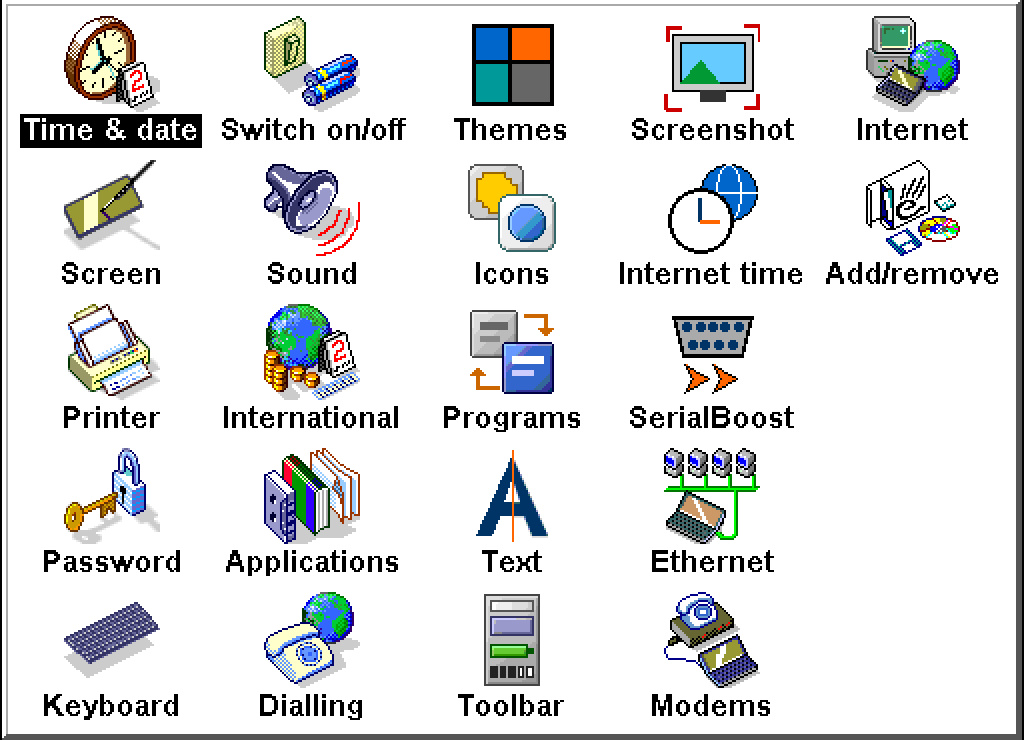 Time & date
Switch on/off
Themes
Screenshot
Internet
Screen
Sound
Icons
Internet time
Add/remove
Printer
International
Programs
SerialBoost
Password
Applications
Text
Ethernet
Keyboard
Dialling
Toolbar
Modems